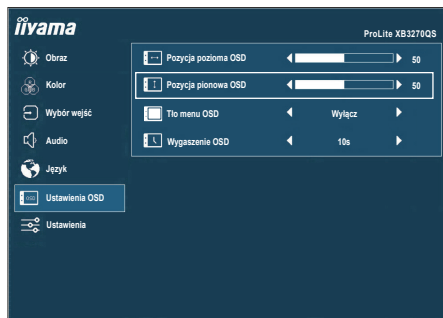 iiyama
ProLite XB3270QS
Obraz
Kolor
Wybór wejść
Audio
Język
Ustawienia OSD
Ustawienia
Pozycja pozioma OSD 50
Pozycja pionowa OSD 50
Tło menu OSD Wyłącz
Wygaszenie OSD 10s